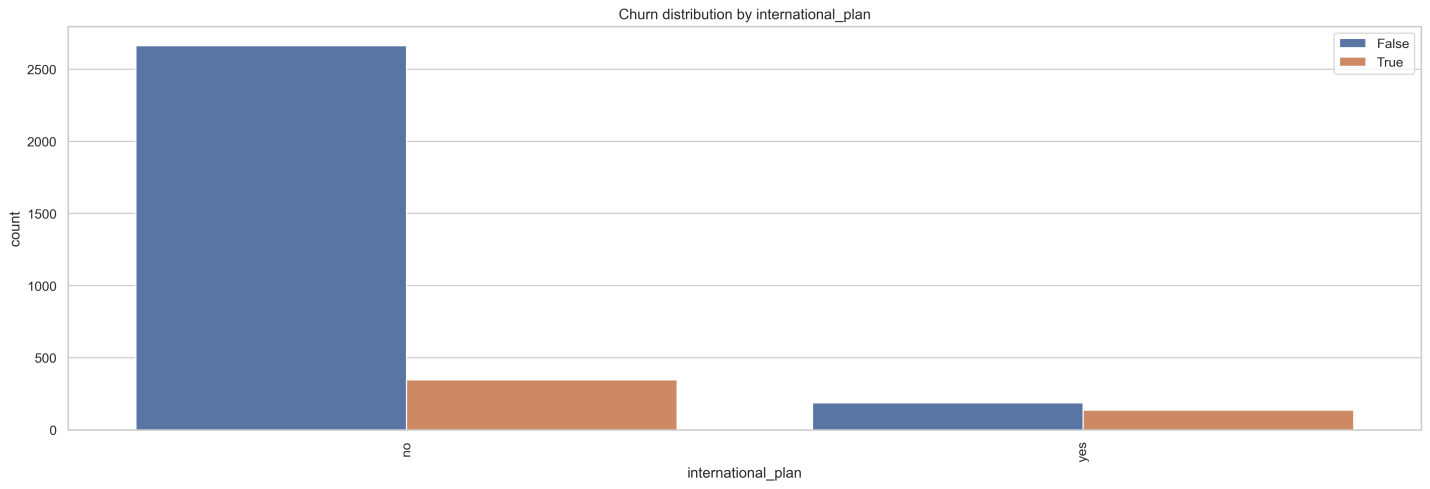 Churn distribution by international_plan
False
True
count
2500
2000
1500
1000
500
0
no
yes
international_plan